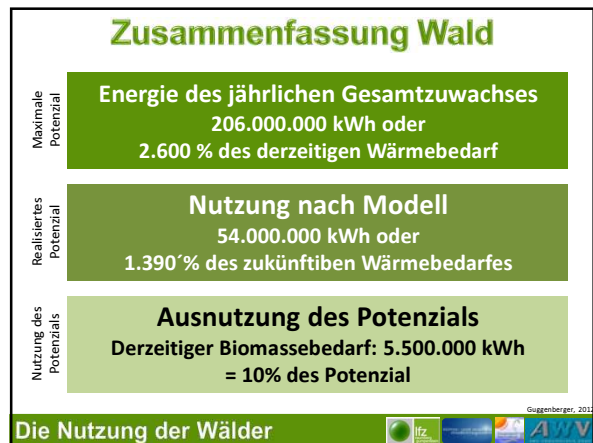 Zusammenfassung Wald
Maximale
Potenzial
Energie des jährlichen Gesamtzuwachses
206.000.000 kWh oder
2.600 % des derzeitigen Wärmebedarf
Realisiertes
Potenzial
Nutzung nach Modell
54.000.000 kWh oder
1.390´% des zukünftiben Wärmebedarfes
Nutzung des
Potenzials
Ausnutzung des Potenzials
Derzeitiger Biomassebedarf: 5.500.000 kWh
= 10% des Potenzial
Guggenberger, 2012
Die Nutzung der Wälder
lfz
AWV